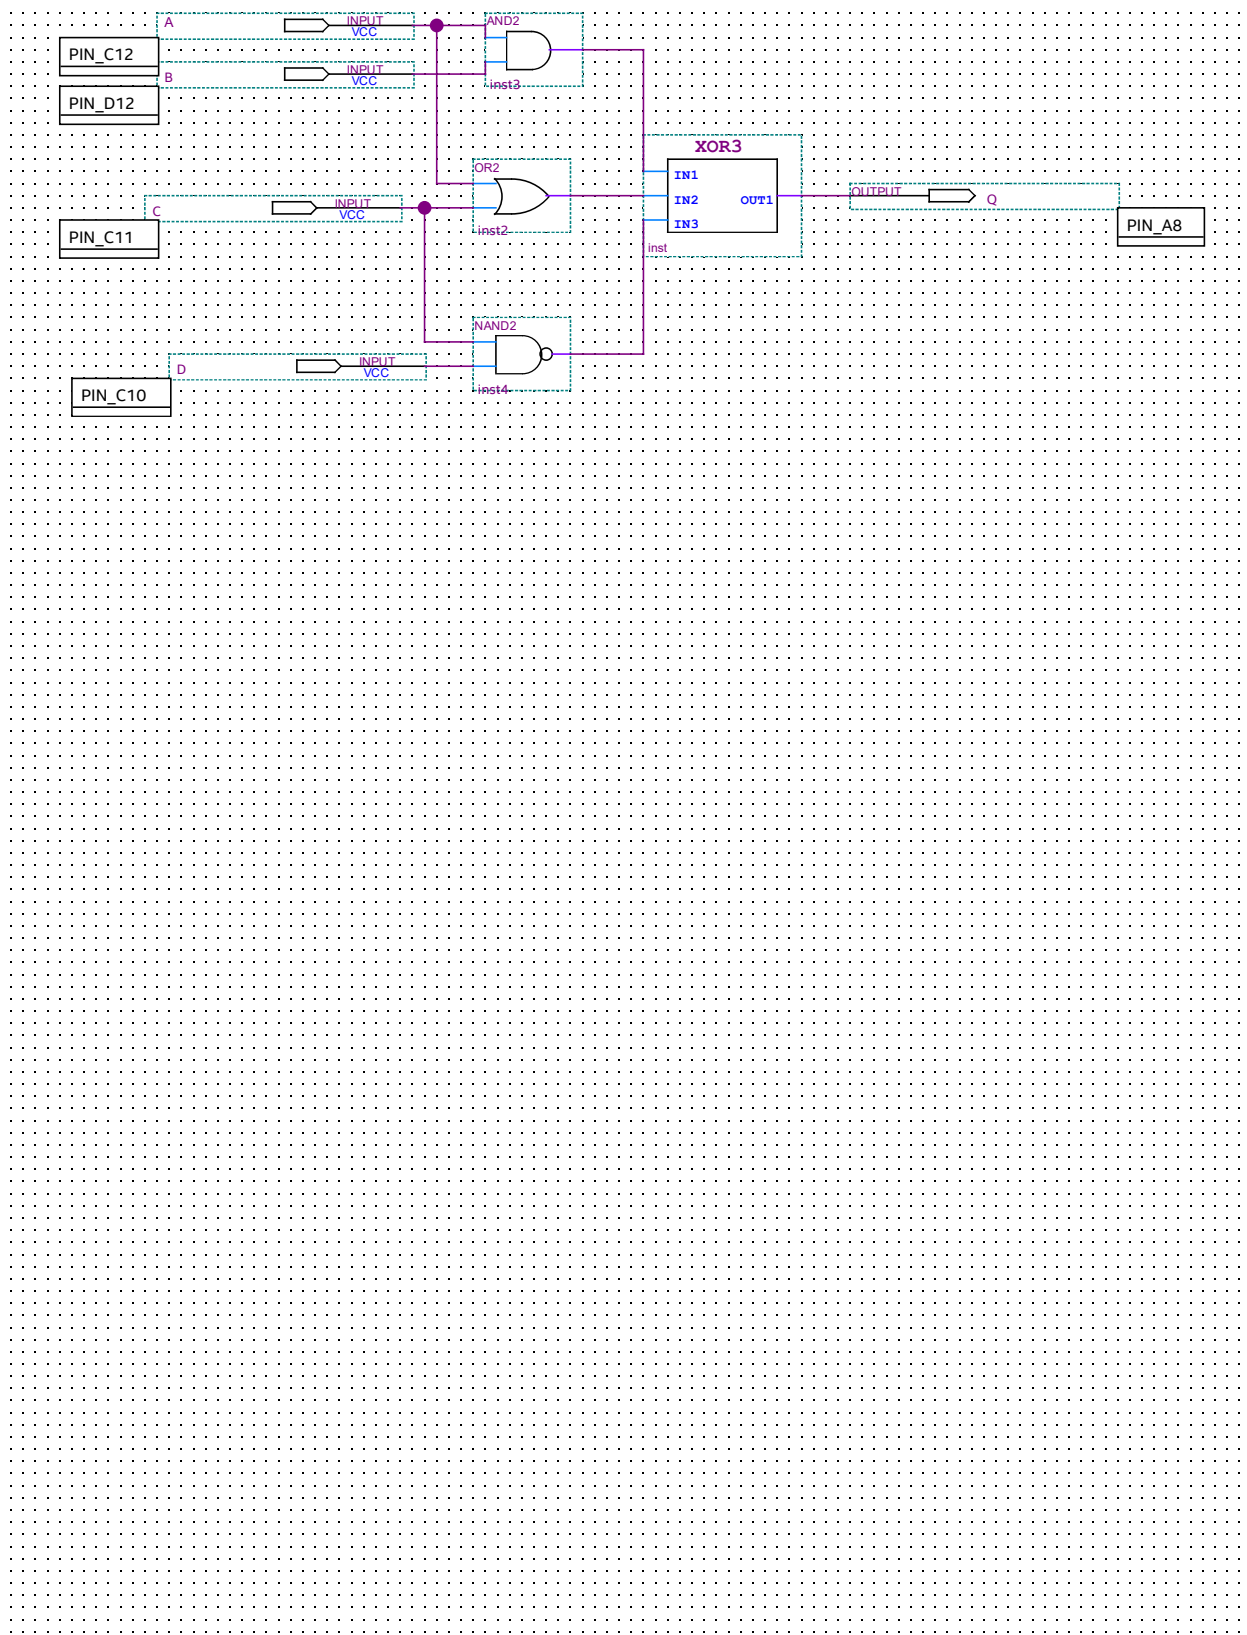 A
INPUT
VCC
AND2
PIN_C12
B
INPUT
VCC
inst3
PIN_D12
XOR3
OR2
IN1
IN2
IN3
OUT1
OUTPUT
Q
C
INPUT
VCC
inst2
PIN_A8
PIN_C11
inst
NAND2
D
INPUT
VCC
inst4
PIN_C10